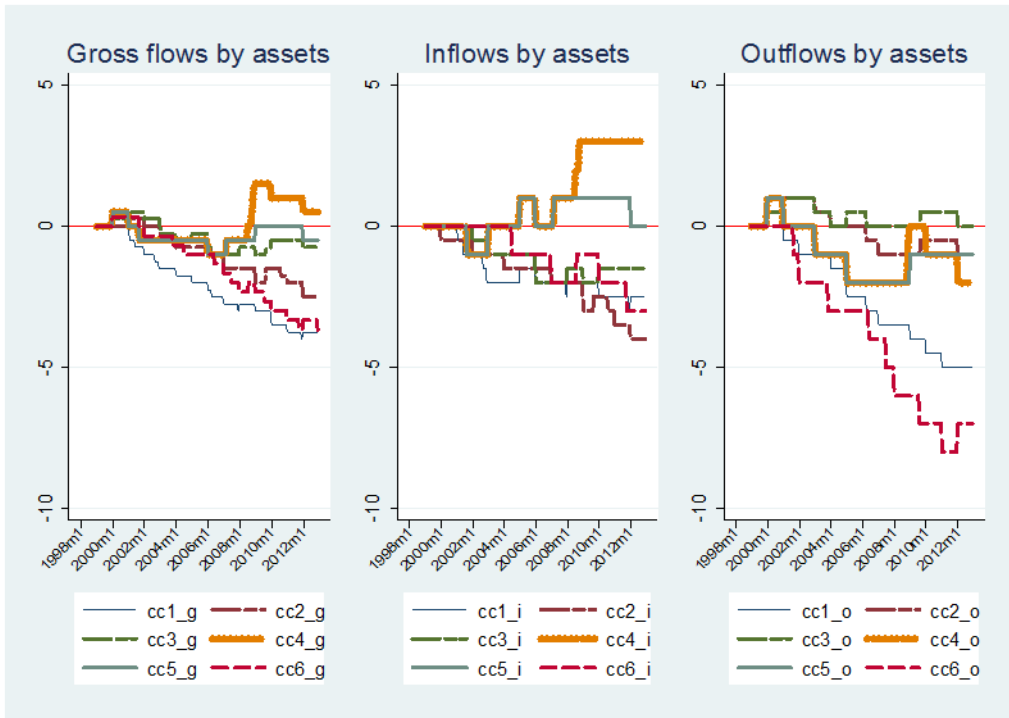 Gross flows by assets
5
0
-5
-10
1998m1
2000m1
2002m1
2004m1
2006m1
2008m1
2010m1
2012m1
cc1_g
cc2_g
cc3_g
cc4_g
cc5_g
cc6_g
Inflows by assets
5
0
-5
-10
1998m1
2000m1
2002m1
2004m1
2006m1
2008m1
2010m1
2012m1
cc1_i
cc2_i
cc3_i
cc4_i
cc5_i
cc6_i
Outflows by assets
5
0
-5
-10
1998m1
2000m1
2002m1
2004m1
2006m1
2008m1
2010m1
2012m1
cc1_o
cc2_o
cc3_o
cc4_o
cc5_o
cc6_o